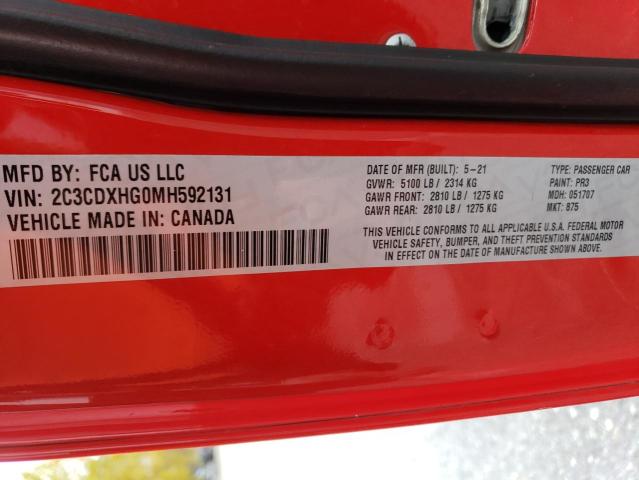 MFD BY: FCA US LLC
VIN: 2C3CDXHG0MH592131
VEHICLE MADE IN: CANADA
DATE OF MFR (BUILT): 5-21
GVWR: 5100 LB / 2314 KG
GAWR FRONT: 2810 LB / 1275 KG
GAWR REAR: 2810 LB / 1275 KG
TYPE: PASSENGER CAR
PAINT: PR3
MDH: 051707
MKT: 875
THIS VEHICLE CONFORMS TO ALL APPLICABLE U.S.A. FEDERAL MOTOR
VEHICLE SAFETY, BUMPER, AND THEFT PREVENTION STANDARDS
IN EFFECT ON THE DATE OF MANUFACTURE SHOWN ABOVE.